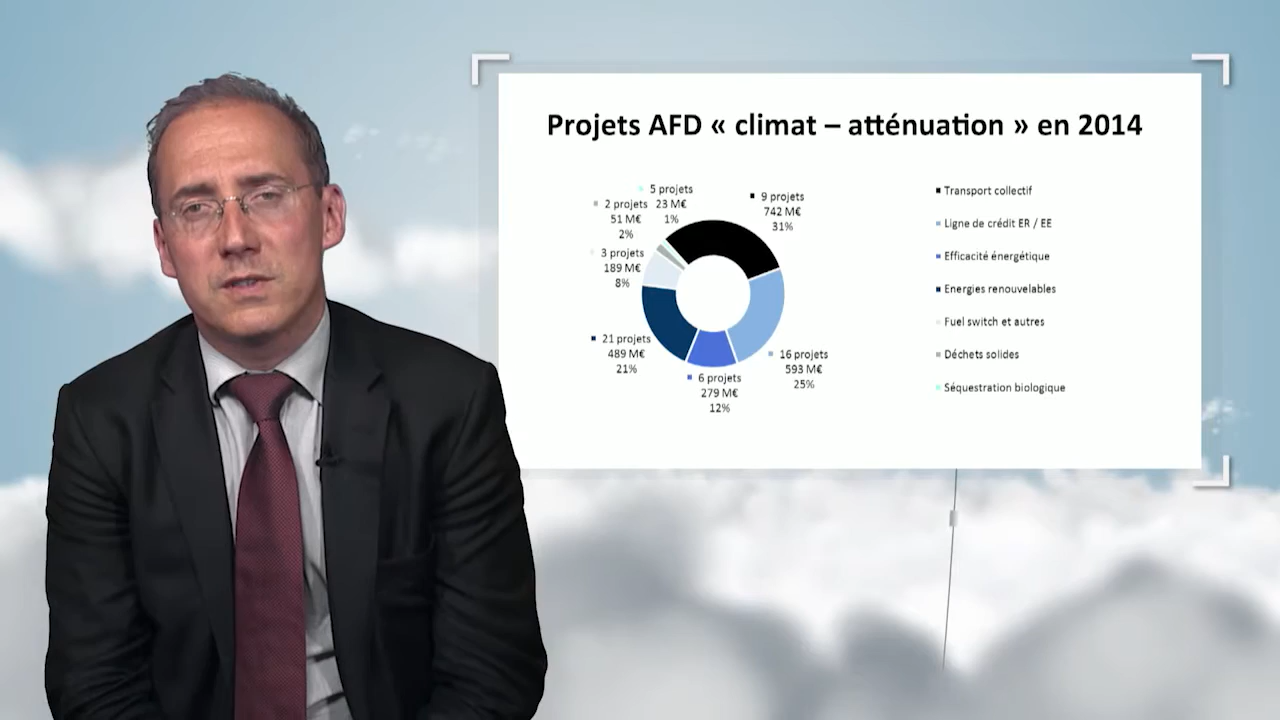 Projets AFD « climat – atténuation » en 2014
5 projets
23 M€
1%
9 projets
742 M€
31%
2 projets
51 M€
2%
3 projets
189 M€
8%
21 projets
489 M€
21%
6 projets
279 M€
12%
16 projets
593 M€
25%
Transport collectif
Ligne de crédit ER / EE
Efficacité énergétique
Energies renouvelables
Fuel switch et autres
Déchets solides
Séquestration biologique